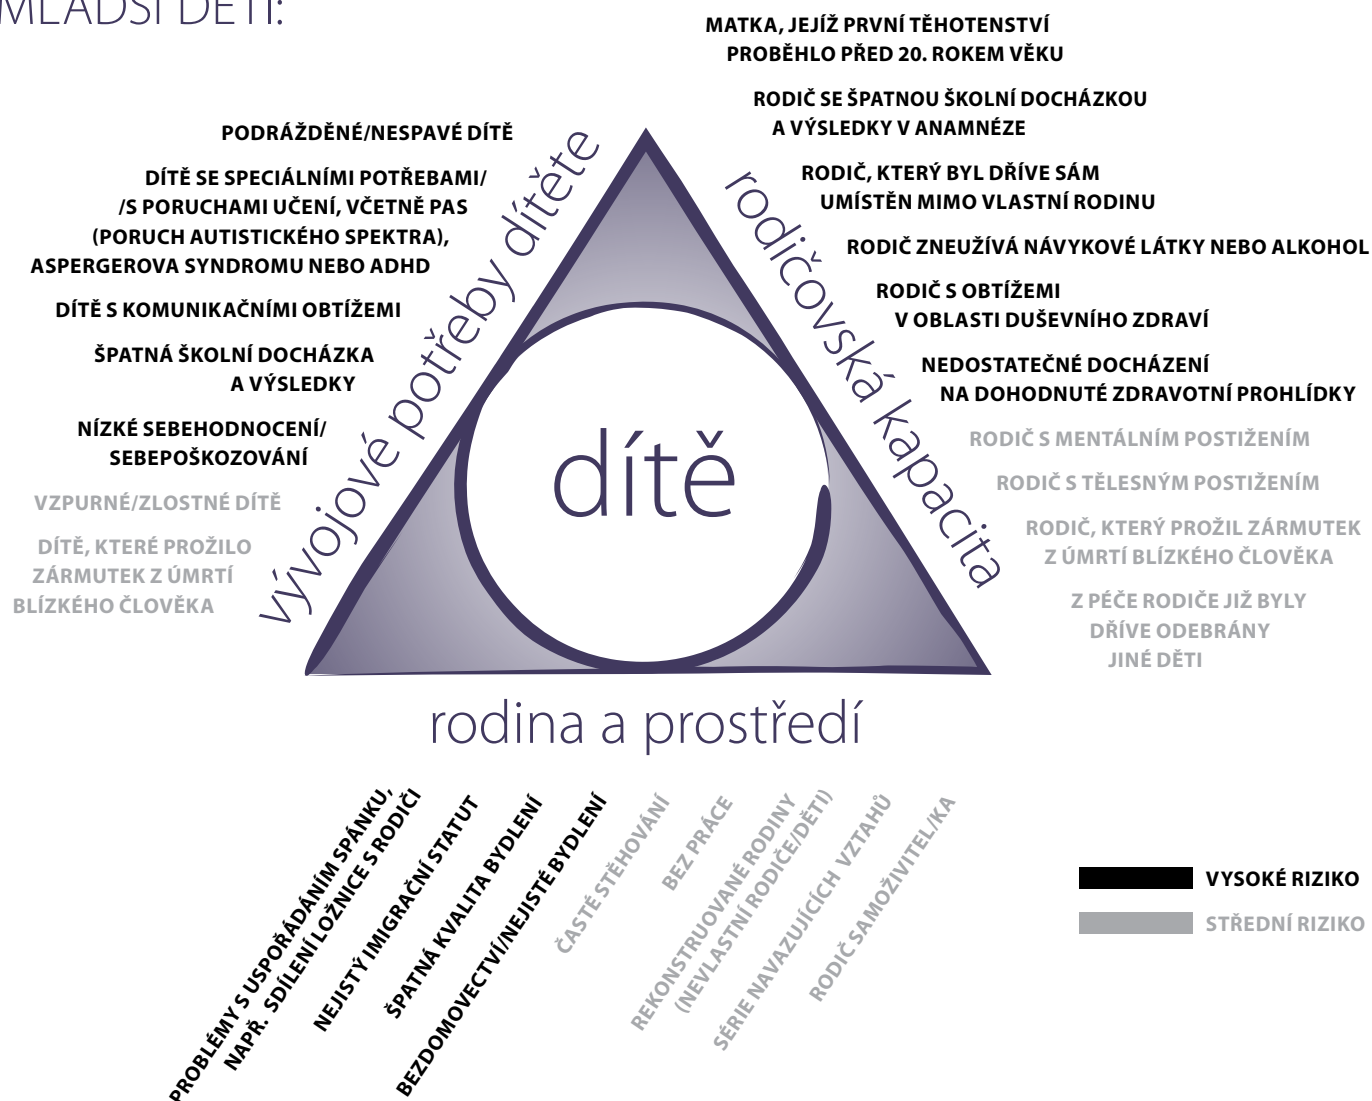 MLADŠÍ DĚTI:
PODRÁŽDĚNÉ/NESPAVÉ DÍTĚ
DÍTĚ SE SPECIÁLNÍMI POTŘEBAMI/
/S PORUCHAMI UČENÍ, VČETNĚ PAS
(PORUCH AUTISTICKÉHO SPEKTRA),
ASPERGEROVA SYNDROMU NEBO ADHD
DÍTĚ S KOMUNIKAČNÍMI OBTÍŽEMI
ŠPATNÁ ŠKOLNÍ DOCHÁZKA
A VÝSLEDKY
NÍZKÉ SEBEHODNOCENÍ/
SEBEPOŠKOZOVÁNÍ
VZPURNÉ/ZLOSTNÉ DÍTĚ
DÍTĚ, KTERÉ PROŽILO
ZÁRMUTEK Z ÚMRTÍ
BLÍZKÉHO ČLOVĚKA
vývojové potřeby dítěte
dítě
rodičovská kapacita
MATKA, JEJÍŽ PRVNÍ TĚHOTENSTVÍ
PROBĚHLO PŘED 20. ROKEM VĚKU
RODIČ SE ŠPATNOU ŠKOLNÍ DOCHÁZKOU
A VÝSLEDKY V ANAMNÉZE
RODIČ, KTERÝ BYL DŘÍVE SÁM
UMÍSTĚN MIMO VLASTNÍ RODINU
RODIČ ZNEUŽÍVÁ NÁVYKOVÉ LÁTKY NEBO ALKOHOL
RODIČ S OBTÍŽEMI
V OBLASTI DUŠEVNÍHO ZDRAVÍ
NEDOSTATEČNÉ DOCHÁZENÍ
NA DOHODNUTÉ ZDRAVOTNÍ PROHLÍDKY
RODIČ S MENTÁLNÍM POSTIŽENÍM
RODIČ S TĚLESNÝM POSTIŽENÍM
RODIČ, KTERÝ PROŽIL ZÁRMUTEK
Z ÚMRTÍ BLÍZKÉHO ČLOVĚKA
Z PÉČE RODIČE JIŽ BYLY
DŘÍVE ODEBRÁNY
JINÉ DĚTI
rodina a prostředí
PROBLÉMY S USPOŘÁDÁNÍM SPÁNKU,
NAPŘ. SDÍLENÍ LOŽNICE S RODIČI
NEJISTÝ IMIGRAČNÍ STATUT
ŠPATNÁ KVALITA BYDLENÍ
BEZDOMOVECTVÍ/NEJISTÉ BYDLENÍ
ČASTÉ STĚHOVÁNÍ
BEZ PRÁCE
REKONSTRUOVANÉ RODINY
(NEVLASTNÍ RODIČE/DĚTI)
SÉRIE NAVAZUJÍCÍCH VZTAHŮ
RODIČ SAMOŽIVITEL/KA
VYSOKÉ RIZIKO
STŘEDNÍ RIZIKO